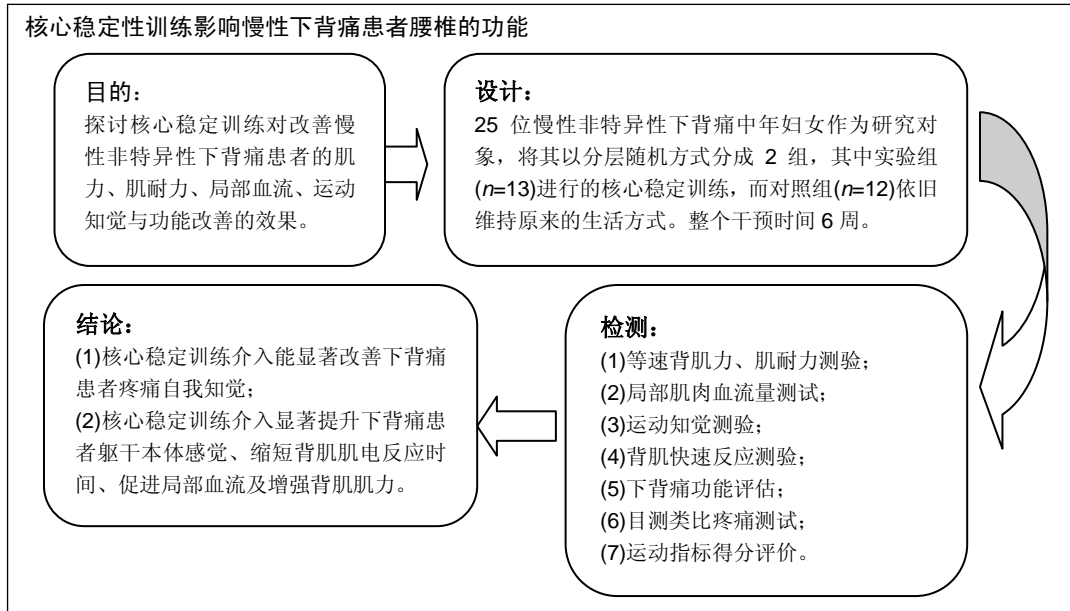 核心稳定性训练影响慢性下背痛患者腰椎的功能
目的：
探讨核心稳定训练对改善慢
性非特异性下背痛患者的肌
力、肌耐力、局部血流、运动
知觉与功能改善的效果。
设计：
25 位慢性非特异性下背痛中年妇女作为研究对
象，将其以分层随机方式分成 2 组，其中实验组
(n=13)进行的核心稳定训练，而对照组(n=12)依旧
维持原来的生活方式。整个干预时间 6 周。
检测：
(1)等速背肌力、肌耐力测验；
(2)局部肌肉血流量测试；
(3)运动知觉测验；
(4)背肌快速反应测验；
(5)下背痛功能评估；
(6)目测类比疼痛测试；
(7)运动指标得分评价。
结论：
(1)核心稳定训练介入能显著改善下背痛
患者疼痛自我知觉；
(2)核心稳定训练介入显著提升下背痛患
者躯干本体感觉、缩短背肌肌电反应时
间、促进局部血流及增强背肌肌力。